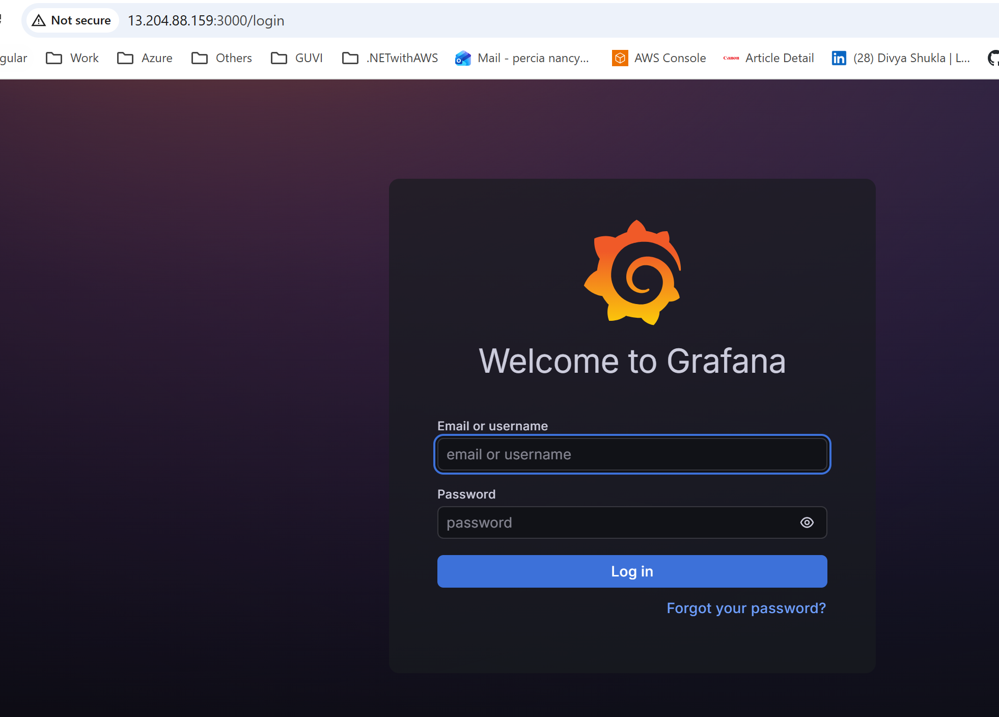 Not secure 13.204.88.159:3000/login
gular Work Azure Others GUVI .NETwithAWS Mail - percia nancy... AWS Console Canon Article Detail (28) Divya Shukla | L...
Welcome to Grafana
Email or username
email or username
Password
password
Log in
Forgot your password?